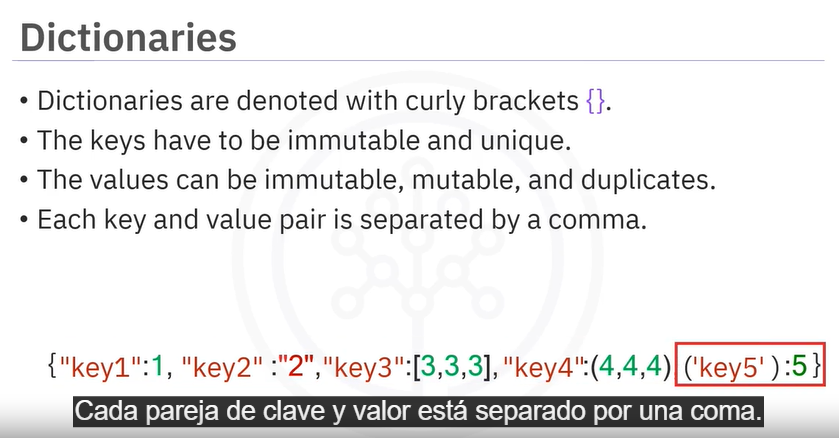 Dictionaries
• Dictionaries are denoted with curly brackets {}.
• The keys have to be immutable and unique.
• The values can be immutable, mutable, and duplicates.
• Each key and value pair is separated by a comma.
{"key1":1, "key2" :"2","key3":[3,3,3],"key4":(4,4,4) ('key5' ):5}
Cada pareja de clave y valor está separado por una coma.